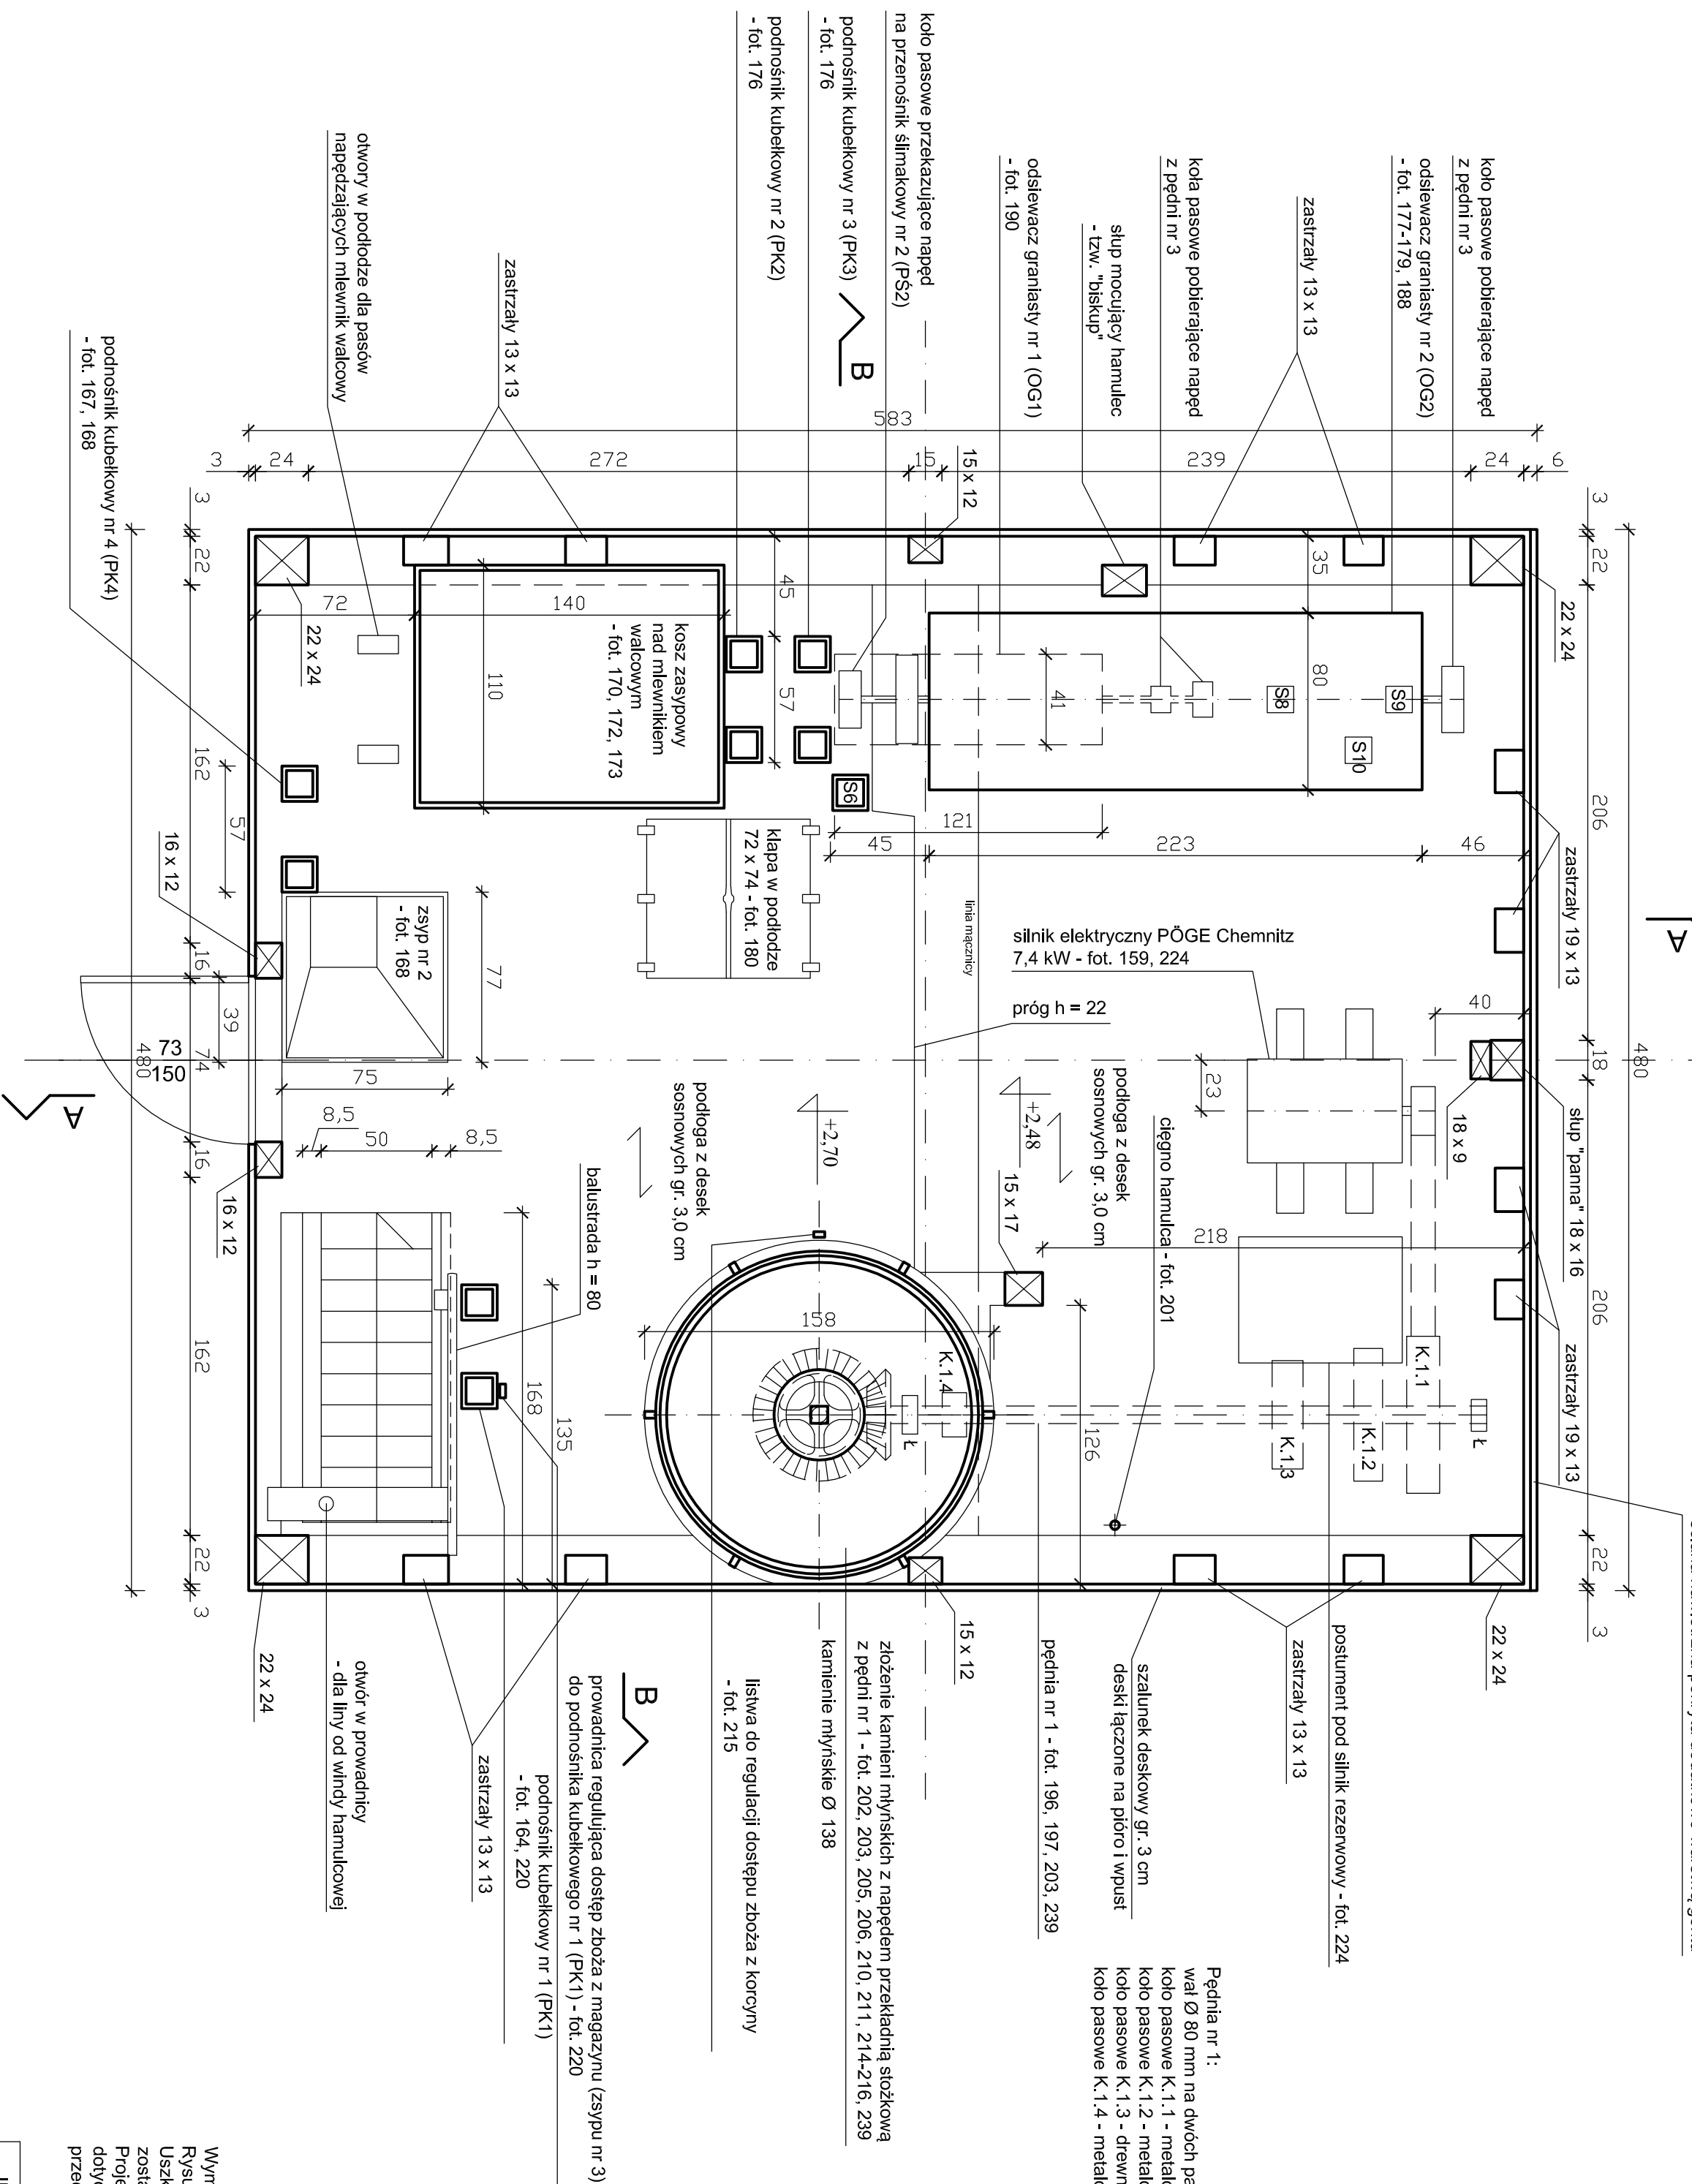 koło pasowe pobierające napęd
z pędni nr 3
odsiewacz graniasty nr 2 (OG2)
- fot. 177-179, 188
zastrzały 13 x 13
koła pasowe pobierające napęd
z pędni nr 3
słup mocujący hamulec
- tzw. "biskup"
odsiewacz graniasty nr 1 (OG1)
- fot. 190
koło pasowe przekazujące napęd
na przenośnik ślimakowy nr 2 (PŚ2)
podnośnik kubełkowy nr 3 (PK3)
- fot. 176
podnośnik kubełkowy nr 2 (PK2)
- fot. 176
B
zastrzały 13 x 13
otwory w podłodze dla pasów
napędzających mlewnik walcowy
podnośnik kubełkowy nr 4 (PK4)
- fot. 167, 168
583
3
24
272
15
239
24
6
15 x 12
3
22
206
18
206
22
3
480
22 x 24
zastrzały 19 x 13
A
słup "panna" 18 x 16
18 x 9
zastrzały 19 x 13
22 x 24
35
80
S9
S8
S10
41
121
45
223
46
40
45
57
S6
72
140
110
kosz zasypowy
nad mlewnikiem
walcowym
- fot. 170, 172, 173
22 x 24
klapa w podłodze
72 x 74 - fot. 180
linia mącznicy
silnik elektryczny PÖGE Chemnitz
7,4 kW - fot. 159, 224
próg h = 22
23
podłoga z desek
sosnowych gr. 3,0 cm
+2,48
+2,70
podłoga z desek
sosnowych gr. 3,0 cm
cięgno hamulca - fot. 201
15 x 17
218
126
158
K.1.1
K.1.2
K.1.3
K.1.4
Ł
Ł
zsyp nr 2
- fot. 168
77
75
57
39
8,5
50
8,5
balustrada h = 80
168
135
3
22
162
16
74
16
162
22
3
480
73
150
16 x 12
16 x 12
A
22 x 24
otwór w prowadnicy
- dla liny od windy hamulcowej
zastrzały 13 x 13
podnośnik kubełkowy nr 1 (PK1)
- fot. 164, 220
prowadnica regulująca dostęp zboża z magazynu (zsypu nr 3)
do podnośnika kubełkowego nr 1 (PK1) - fot. 220
B
listwa do regulacji dostępu zboża z korcyny
- fot. 215
kamienie młyńskie Ø 138
złożenie kamieni młyńskich z napędem przekładnią stożkową
z pędni nr 1 - fot. 202, 203, 205, 206, 210, 211, 214-216, 239
15 x 12
pędnia nr 1 - fot. 196, 197, 203, 239
szalunek deskowy gr. 3 cm
deski łączone na pióro i wpust
zastrzały 13 x 13
postument pod silnik rezerwowy - fot. 224
Pędnia nr 1:
wał Ø 80 mm na dwóch
koło pasowe K.1.1 -
koło pasowe K.1.2 -
koło pasowe K.1.3 -
koło pasowe K.1.4 -